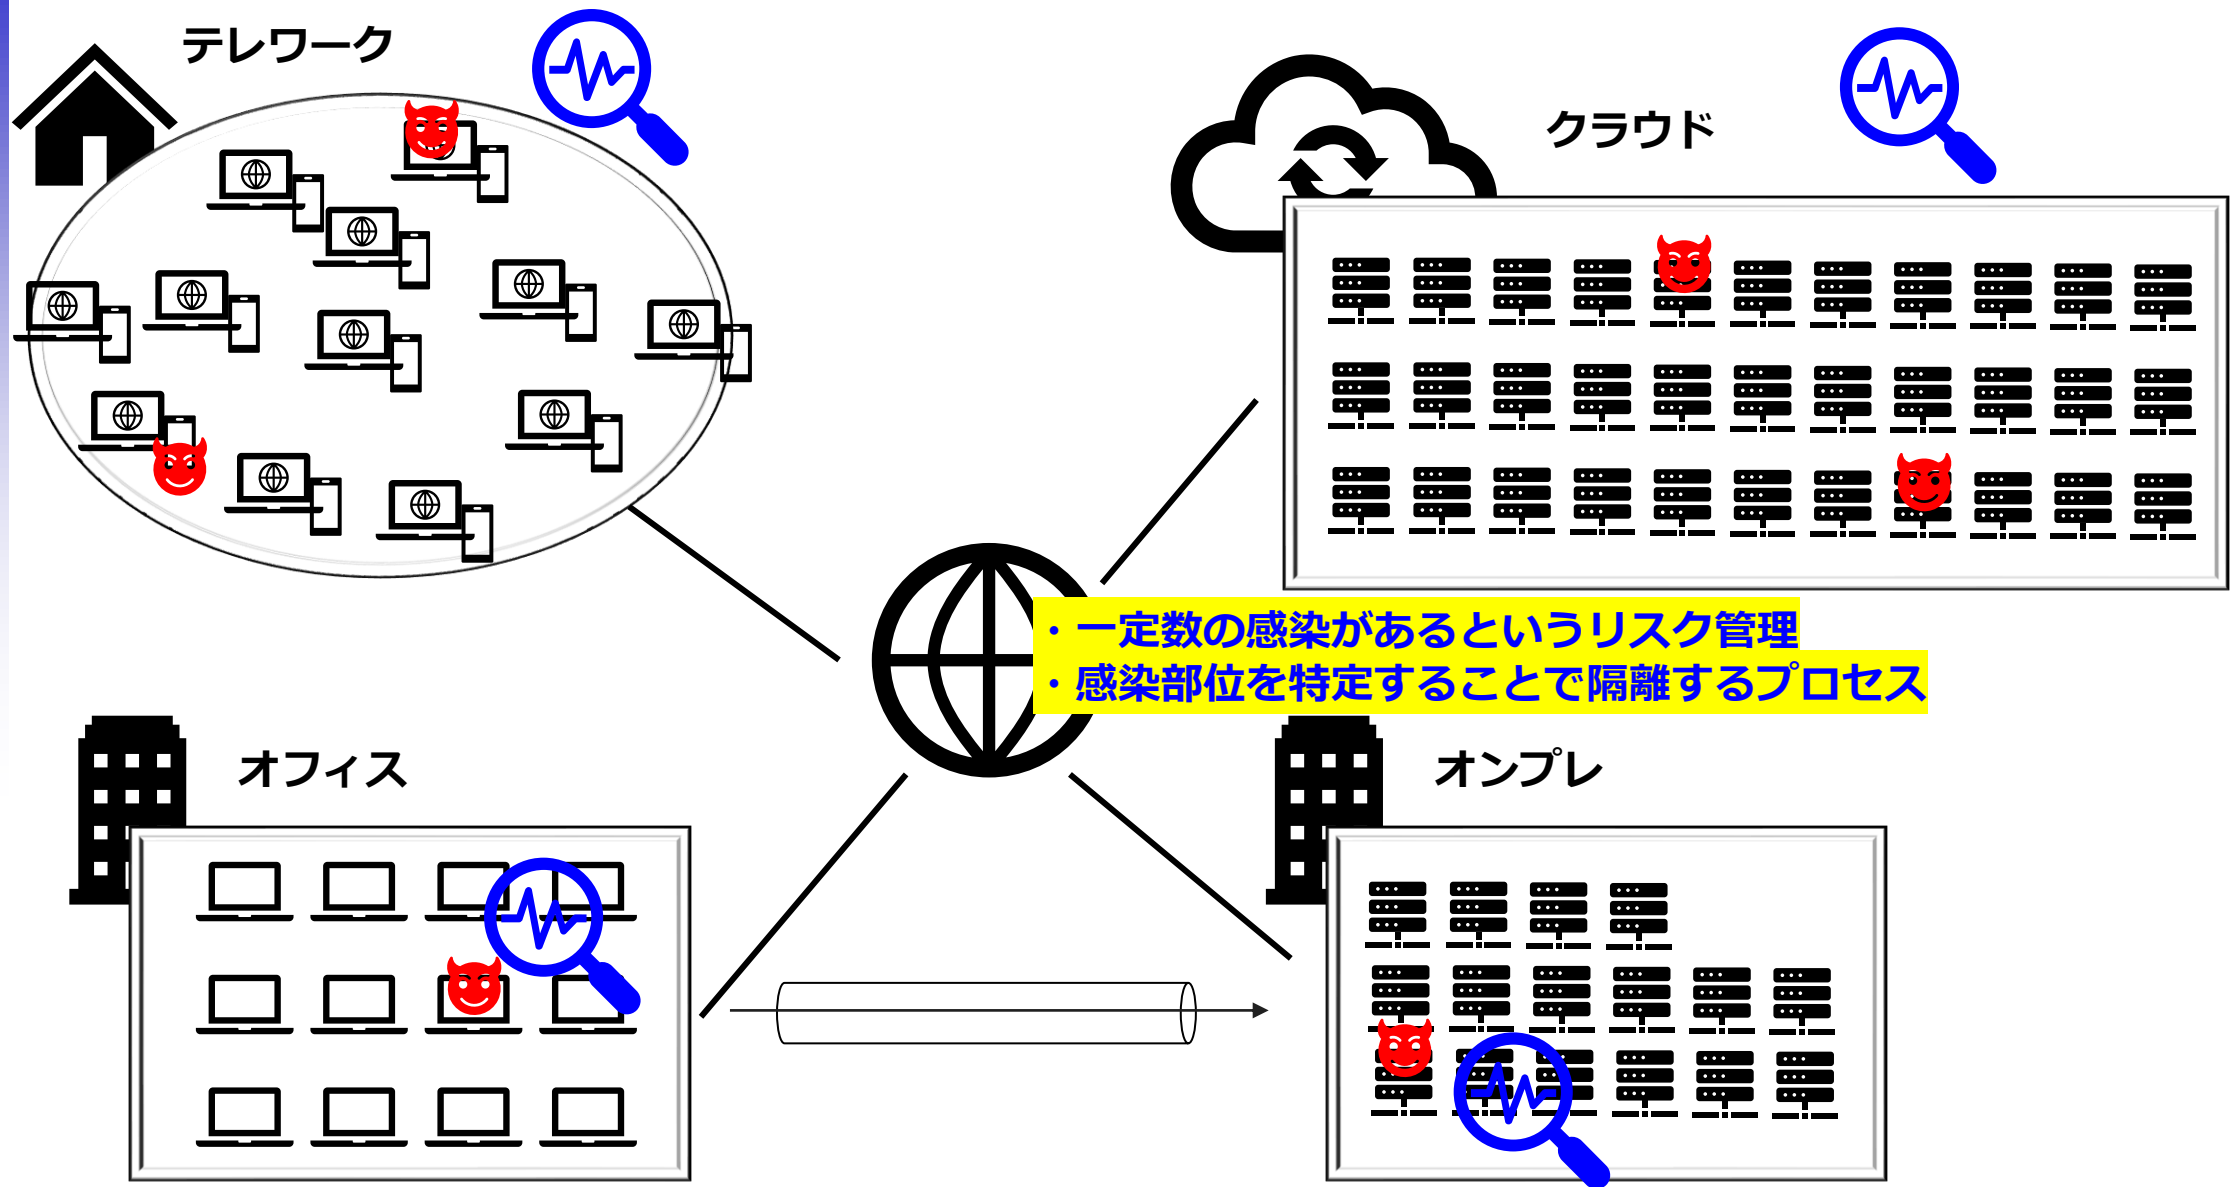 テレワーク
クラウド
・一定数の感染があるというリスク管理
・感染部位を特定することで隔離するプロセス
オフィス
オンプレ